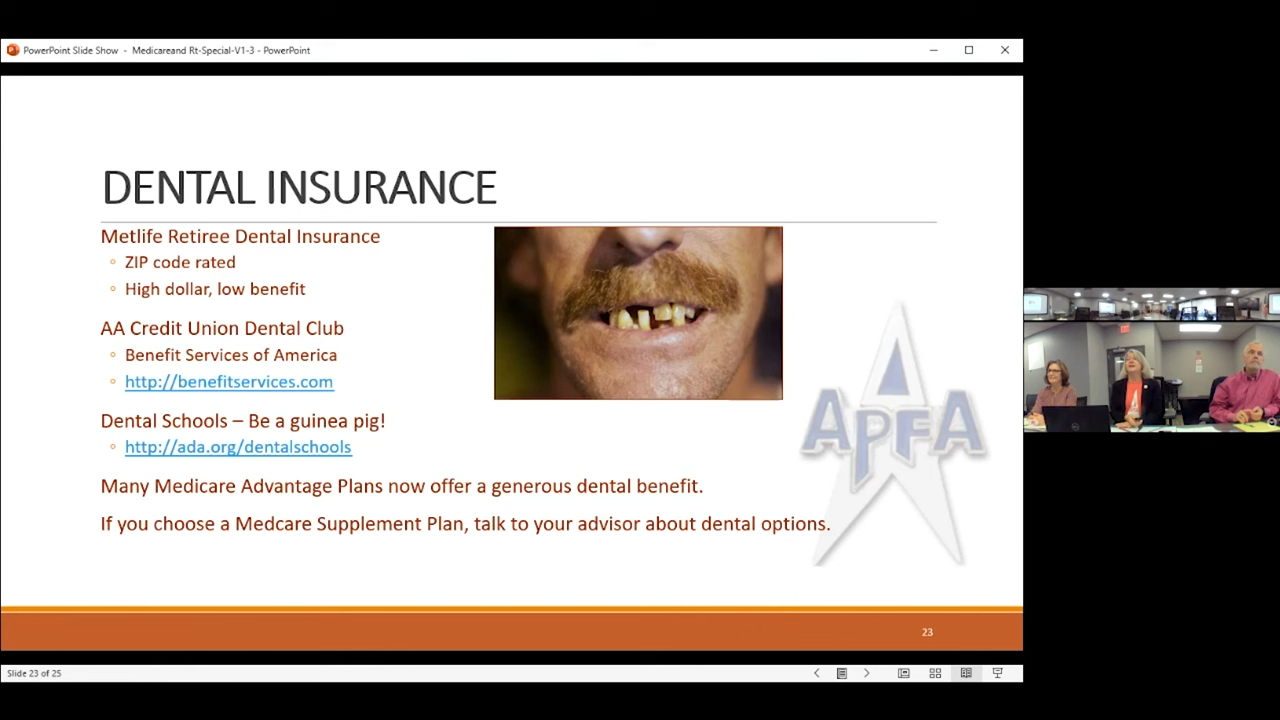 PowerPoint Slide Show - Medicareand Rt-Special-V1-3 - PowerPoint
DENTAL INSURANCE
Metlife Retiree Dental Insurance
ZIP code rated
High dollar, low benefit
AA Credit Union Dental Club
Benefit Services of America
http://benefitservices.com
Dental Schools – Be a guinea pig!
http://ada.org/dentalschools
Many Medicare Advantage Plans now offer a generous dental benefit.
If you choose a Medcare Supplement Plan, talk to your advisor about dental options.
APFA
23
Slide 23 of 25